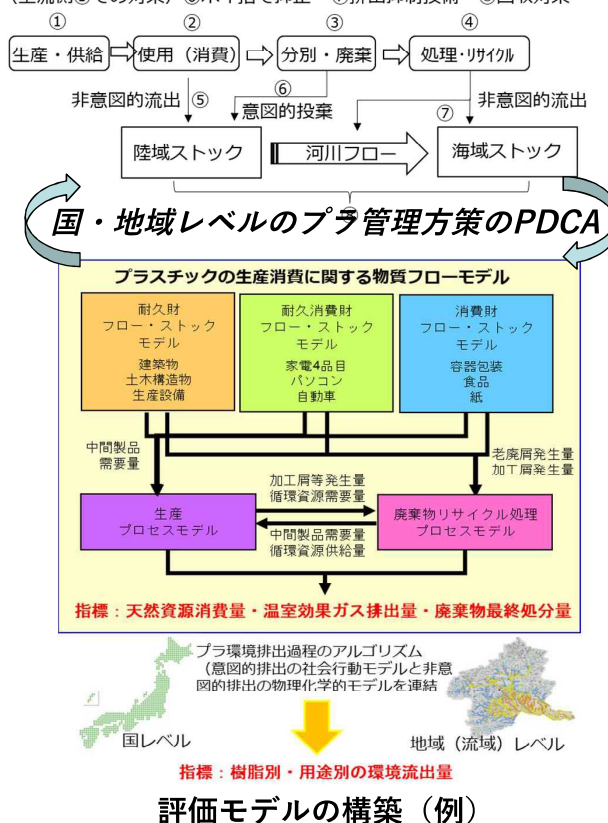 ① ② ③ ④
生産・供給 使用（消費） 分別・廃棄 処理・リサイクル
非意図的流出 ⑤ ⑥ 意図的投棄 ⑦ 非意図的流出
陸域ストック 河川フロー 海域ストック
国・地域レベルのプラ管理方策のPDCA
プラスチックの生産消費に関する物質フローモデル
耐久財
フロー・ストック
モデル
建築物
土木構造物
生産設備
耐久消費財
フロー・ストック
モデル
家電4品目
パソコン
自動車
消費財
フロー・ストック
モデル
容器包装
食品
紙
中間製品
需要量
老廃屑発生量
加工屑発生量
加工屑等発生量
循環資源需要量
生産
プロセスモデル
中間製品需要量
循環資源供給量
廃棄物リサイクル処理
プロセスモデル
指標：天然資源消費量・温室効果ガス排出量・廃棄物最終処分量
プラ環境排出過程のアルゴリズム
（意図的排出の社会行動モデルと非意
図的排出の物理化学的モデルを連結
国レベル
地域（流域）レベル
指標：樹脂別・用途別の環境流出量
評価モデルの構築（例）